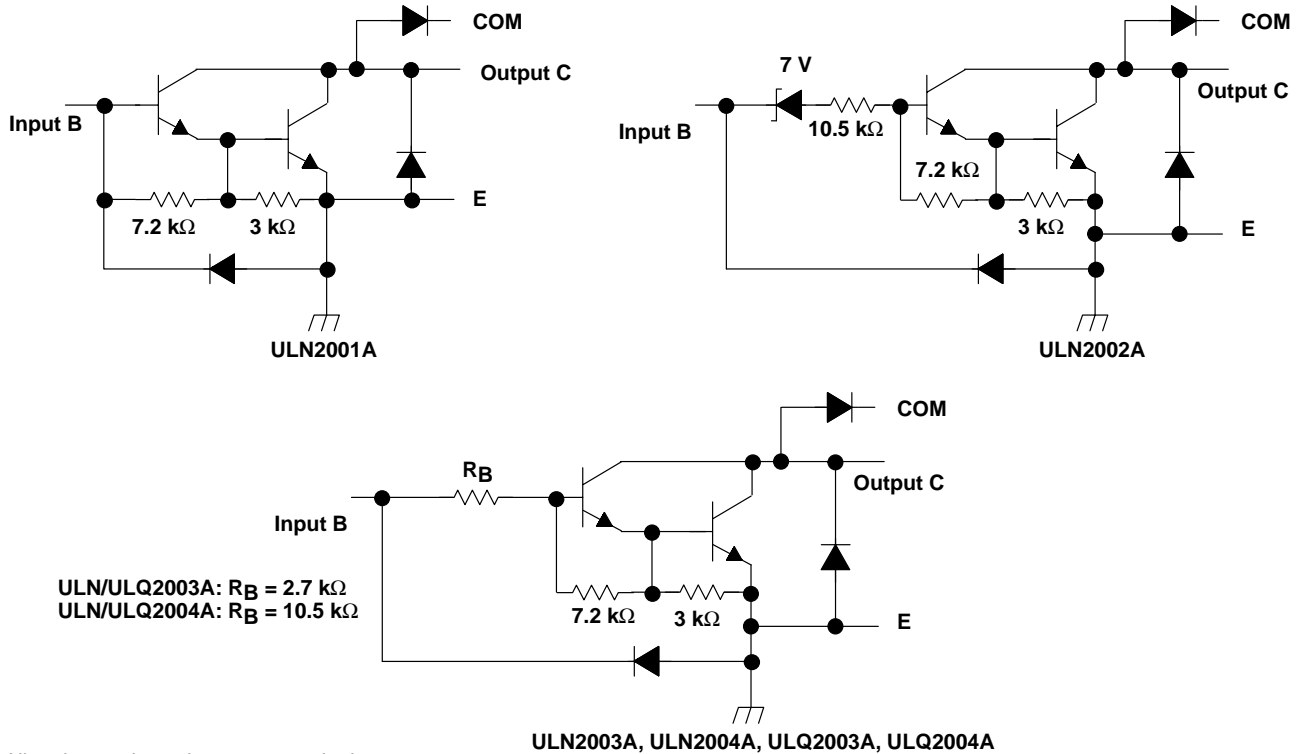 COM
Output C
Input B
7.2 kΩ
3 kΩ
E
ULN2001A
COM
7 V
Output C
Input B
10.5 kΩ
7.2 kΩ
3 kΩ
E
ULN2002A
COM
RB
Output C
Input B
ULN/ULQ2003A: RB = 2.7 kΩ
ULN/ULQ2004A: RB = 10.5 kΩ
7.2 kΩ
3 kΩ
E
ULN2003A, ULN2004A, ULQ2003A, ULQ2004A